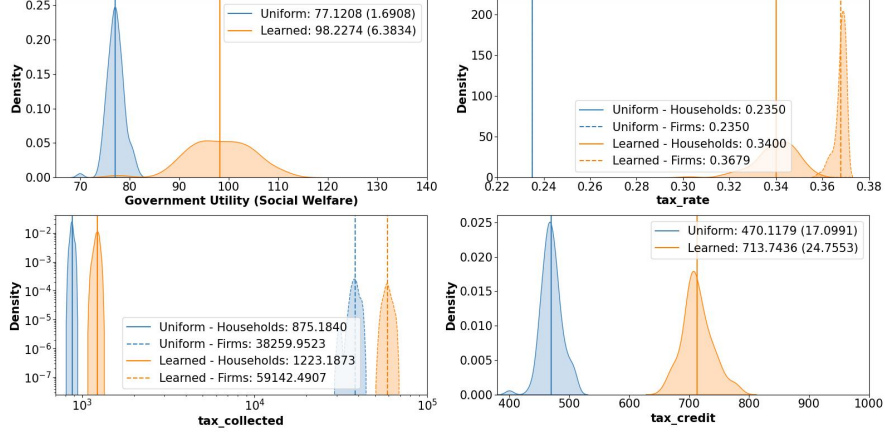 0.25
0.20
0.15
0.10
0.05
0.00
Density
Uniform: 77.1208 (1.6908)
Learned: 98.2274 (6.3834)
70 80 90 100 110 120 130 140
Government Utility (Social Welfare)
200
150
100
50
0
Density
Uniform - Households: 0.2350
Uniform - Firms: 0.2350
Learned - Households: 0.3400
Learned - Firms: 0.3679
0.22 0.24 0.26 0.28 0.30 0.32 0.34 0.36 0.38
tax_rate
10⁻²
10⁻³
10⁻⁴
10⁻⁵
10⁻⁶
10⁻⁷
Density
Uniform - Households: 875.1840
Uniform - Firms: 38259.9523
Learned - Households: 1223.1873
Learned - Firms: 59142.4907
10³ 10⁴ 10⁵
tax_collected
0.025
0.020
0.015
0.010
0.005
0.000
Density
Uniform: 470.1179 (17.0991)
Learned: 713.7436 (24.7553)
400 500 600 700 800 900 1000
tax_credit